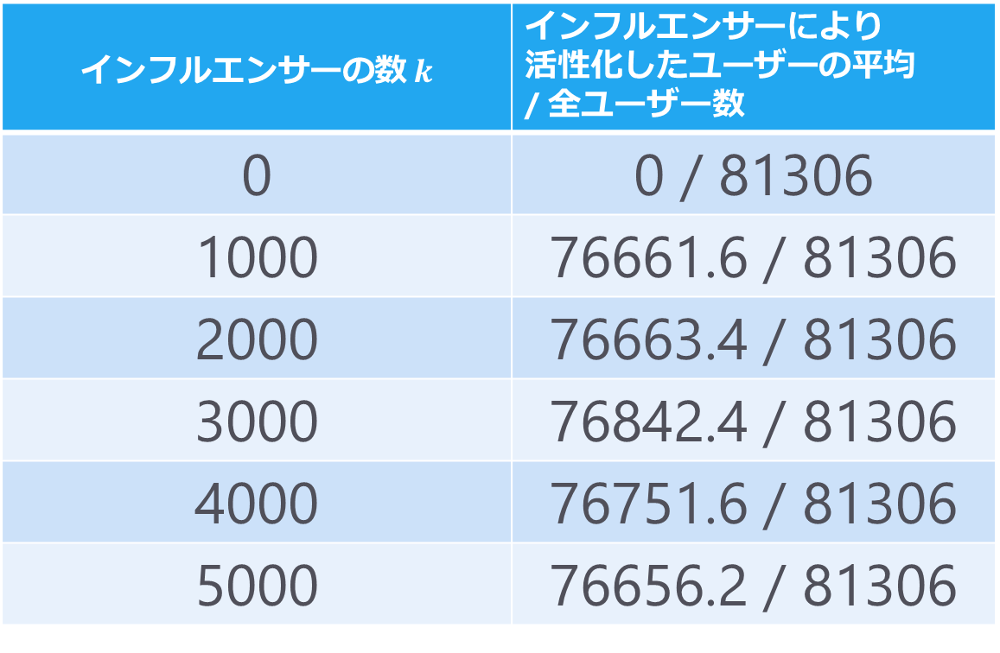 インフルエンサーの数 k
インフルエンサーにより
活性化したユーザーの平均
/ 全ユーザー数
0
0 / 81306
1000
76661.6 / 81306
2000
76663.4 / 81306
3000
76842.4 / 81306
4000
76751.6 / 81306
5000
76656.2 / 81306